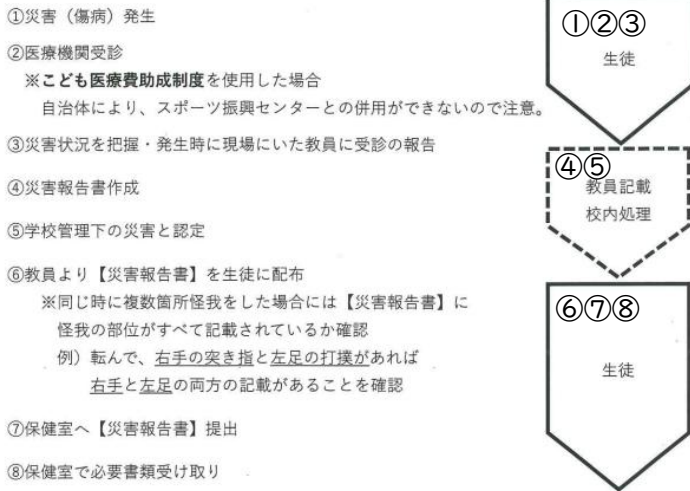 ①災害（傷病）発生
②医療機関受診
※こども医療費助成制度を使用した場合
自治体により、スポーツ振興センターとの併用ができないので注意。
③災害状況を把握・発生時に現場にいた教員に受診の報告
④災害報告書作成
⑤学校管理下の災害と認定
⑥教員より【災害報告書】を生徒に配布
※同じ時に複数箇所怪我をした場合には【災害報告書】に
怪我の部位がすべて記載されているか確認
例）転んで、右手の突き指と左足の打撲があれば
右手と左足の両方の記載があることを確認
⑦保健室へ【災害報告書】提出
⑧保健室で必要書類受け取り
①②③
生徒
④⑤
教員記載
校内処理
⑥⑦⑧
生徒